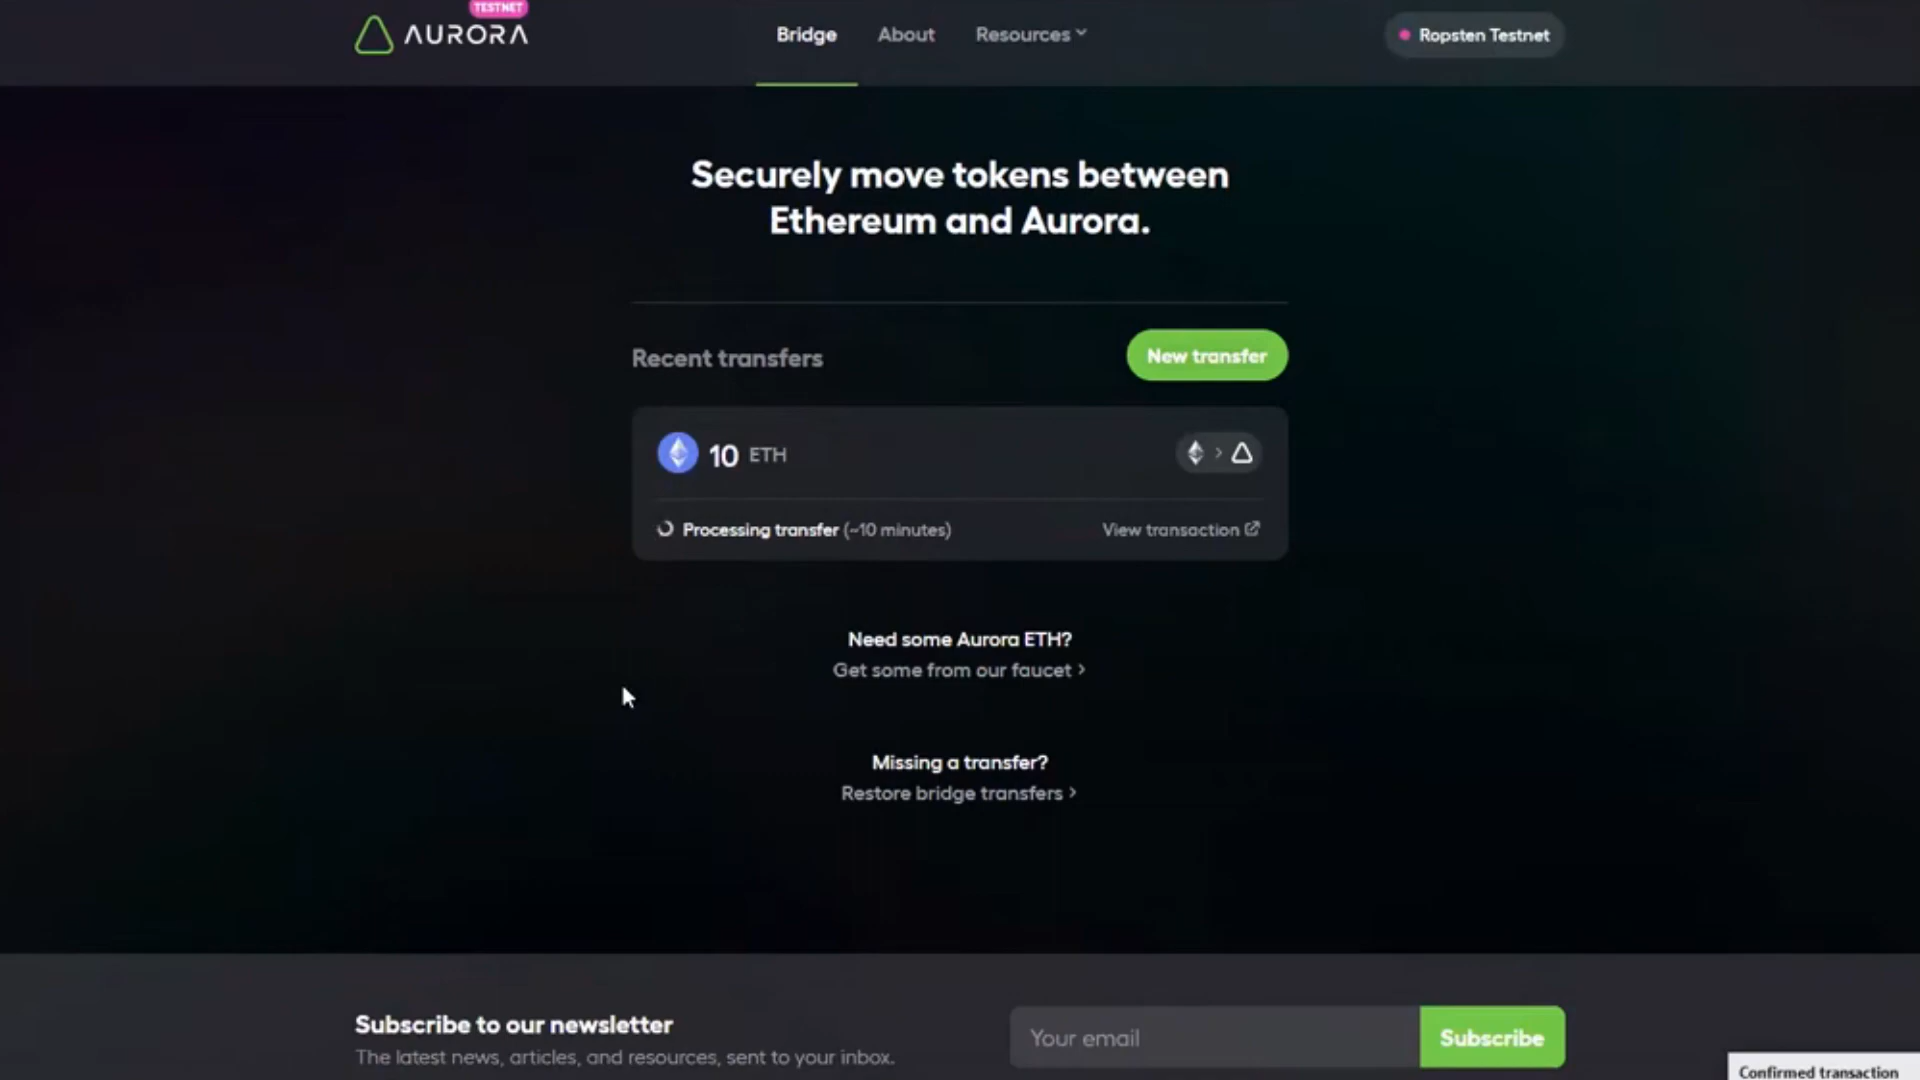 TESTNET
AURORA
Bridge
About
Resources
Ropsten Testnet
Securely move tokens between
Ethereum and Aurora.
Recent transfers
New transfer
10 ETH
Processing transfer (~10 minutes)
View transaction
Need some Aurora ETH?
Get some from our faucet >
Missing a transfer?
Restore bridge transfers >
Subscribe to our newsletter
The latest news, articles, and resources, sent to your inbox.
Your email
Subscribe
Confirmed transaction